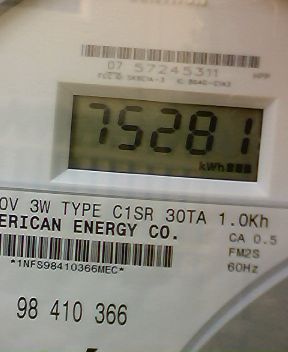 07 57245311
HPP
75281
kWh
0V 3W TYPE C1SR 30TA 1.0Kh
ERICAN ENERGY CO.
CA 0.5
FM2S
60Hz
*1NFS98410366MEC*
98 410 366